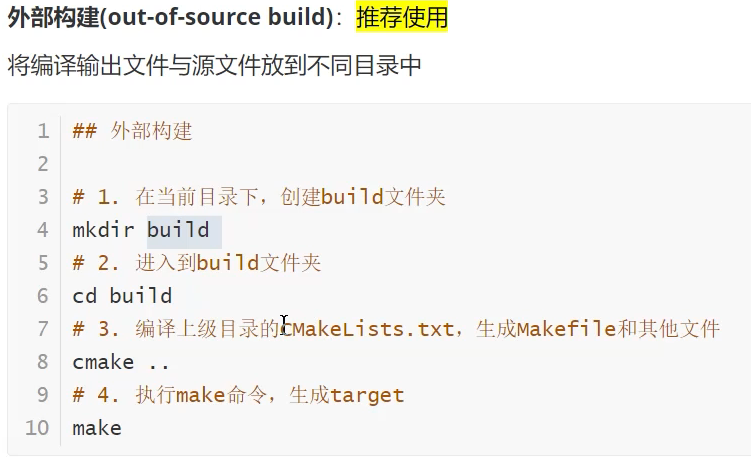 外部构建(out-of-source build)：推荐使用
将编译输出文件与源文件放到不同目录中
1 ## 外部构建
2
3 # 1. 在当前目录下，创建build文件夹
4 mkdir build
5 # 2. 进入到build文件夹
6 cd build
7 # 3. 编译上级目录的CMakeLists.txt，生成Makefile和其他文件
8 cmake ..
9 # 4. 执行make命令，生成target
10 make